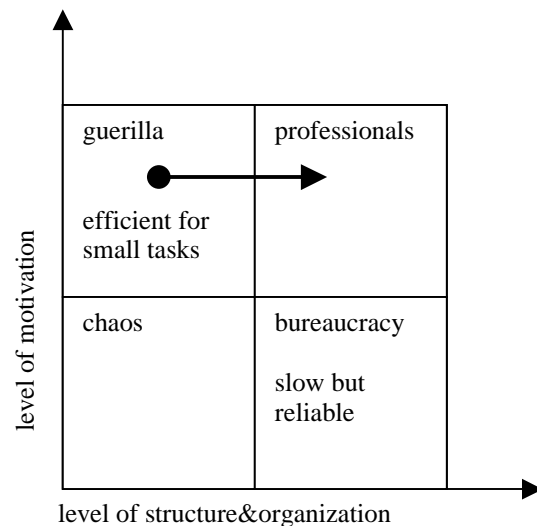 guerilla
professionals
efficient for
small tasks
chaos
bureaucracy
slow but
reliable
level of motivation
level of structure&organization